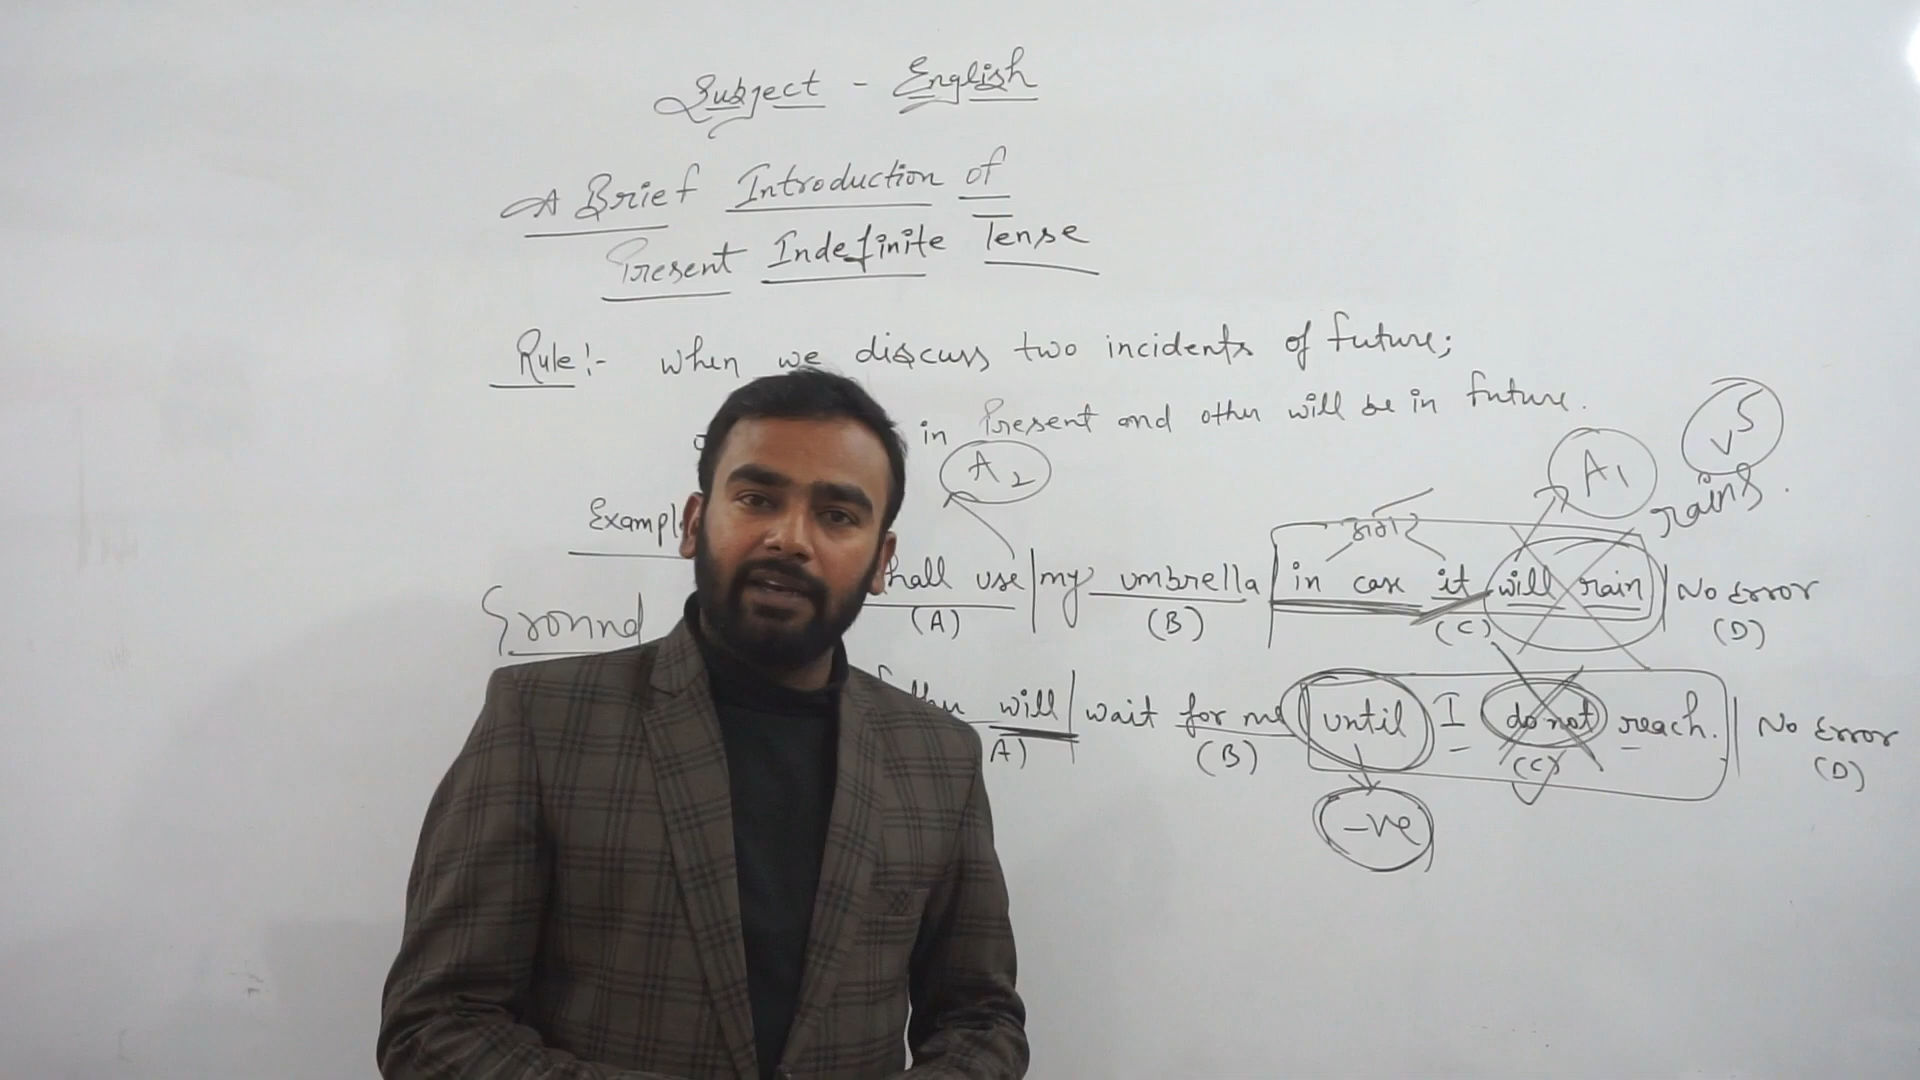 Subject - English
A Brief Introduction of
Present Indefinite Tense
Rule:- when we discuss two incidents of future;
in Present and other will be in future.
A2 A1 V5
Exampl अगर rains.
hall use | my umbrella | in case it will rain | No Error
(A) (B) (C) (D)
will | wait for me until I do not reach. | No Error
A) (B) (C) (D)
-ve